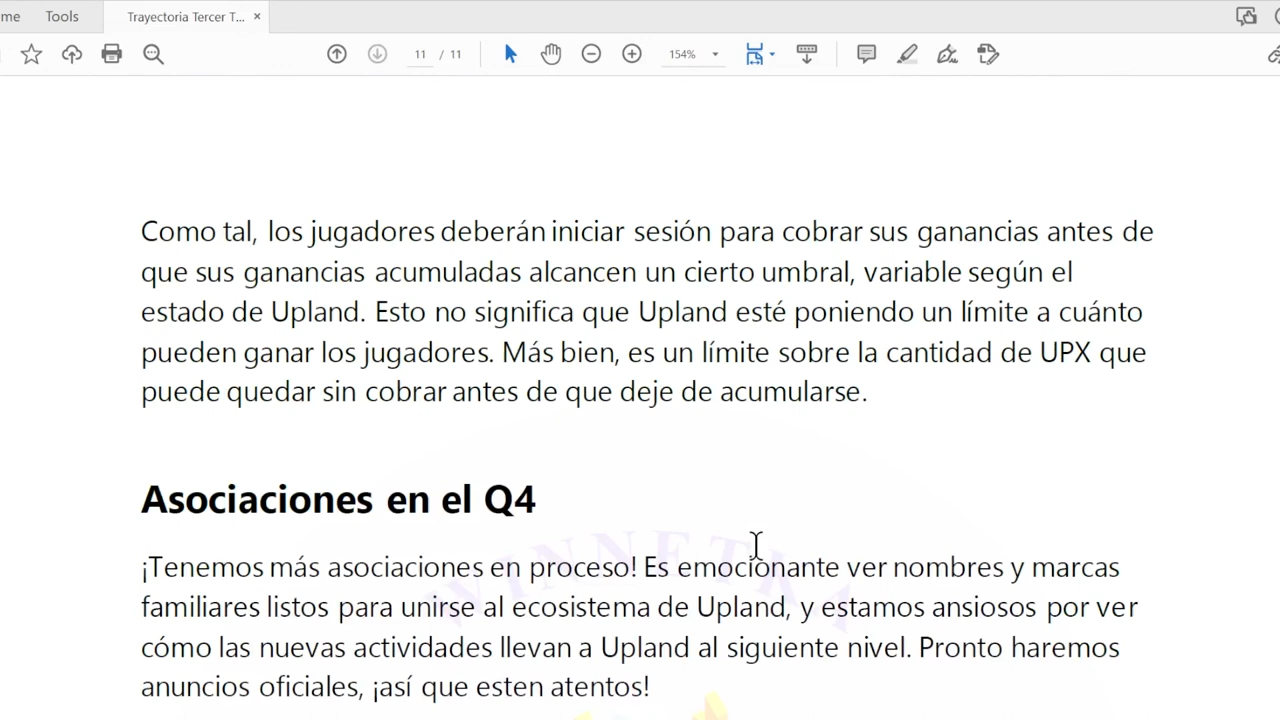 me Tools Trayectoria Tercer T... ×
11 / 11 154%
Como tal, los jugadores deberán iniciar sesión para cobrar sus ganancias antes de
que sus ganancias acumuladas alcancen un cierto umbral, variable según el
estado de Upland. Esto no significa que Upland esté poniendo un límite a cuánto
pueden ganar los jugadores. Más bien, es un límite sobre la cantidad de UPX que
puede quedar sin cobrar antes de que deje de acumularse.
Asociaciones en el Q4
WINNETKA
¡Tenemos más asociaciones en proceso! Es emocionante ver nombres y marcas
familiares listos para unirse al ecosistema de Upland, y estamos ansiosos por ver
cómo las nuevas actividades llevan a Upland al siguiente nivel. Pronto haremos
anuncios oficiales, ¡así que esten atentos!